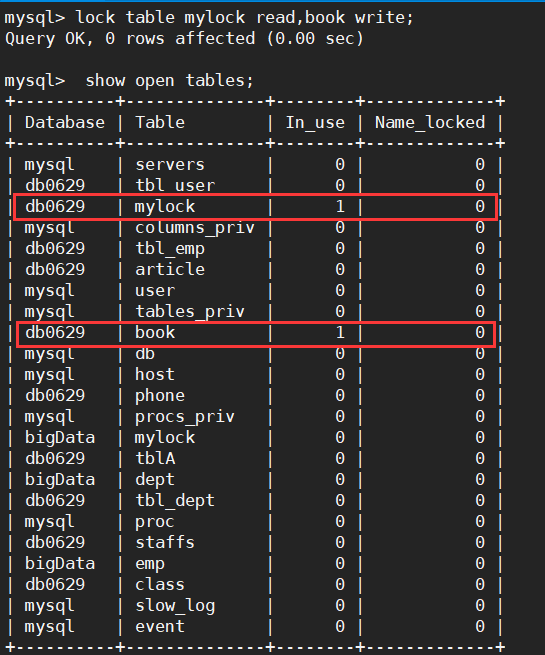 mysql> lock table mylock read,book write;
Query OK, 0 rows affected (0.00 sec)
mysql>  show open tables;
+----------+--------------+--------+-------------+
| Database | Table        | In_use | Name_locked |
+----------+--------------+--------+-------------+
| mysql    | servers      |      0 |           0 |
| db0629   | tbl_user     |      0 |           0 |
| db0629   | mylock       |      1 |           0 |
| mysql    | columns_priv |      0 |           0 |
| db0629   | tbl_emp      |      0 |           0 |
| db0629   | article      |      0 |           0 |
| mysql    | user         |      0 |           0 |
| mysql    | tables_priv  |      0 |           0 |
| db0629   | book         |      1 |           0 |
| mysql    | db           |      0 |           0 |
| mysql    | host         |      0 |           0 |
| db0629   | phone        |      0 |           0 |
| mysql    | procs_priv   |      0 |           0 |
| bigData  | mylock       |      0 |           0 |
| db0629   | tblA         |      0 |           0 |
| bigData  | dept         |      0 |           0 |
| db0629   | tbl_dept     |      0 |           0 |
| mysql    | proc         |      0 |           0 |
| db0629   | staffs       |      0 |           0 |
| bigData  | emp          |      0 |           0 |
| db0629   | class        |      0 |           0 |
| mysql    | slow_log     |      0 |           0 |
| mysql    | event        |      0 |           0 |
+----------+--------------+--------+-------------+